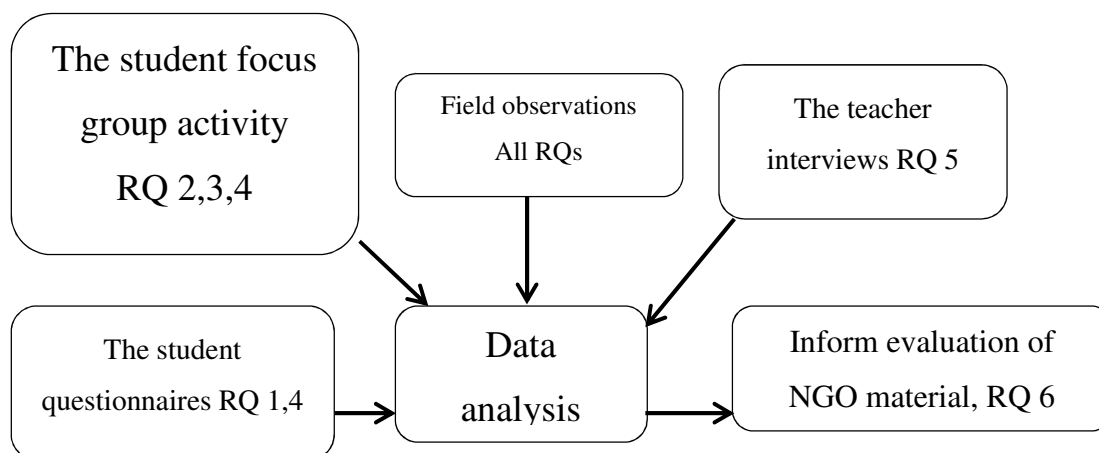 The student focus
group activity
RQ 2,3,4
Field observations
All RQs
The teacher
interviews RQ 5
The student
questionnaires RQ 1,4
Data
analysis
Inform evaluation of
NGO material, RQ 6